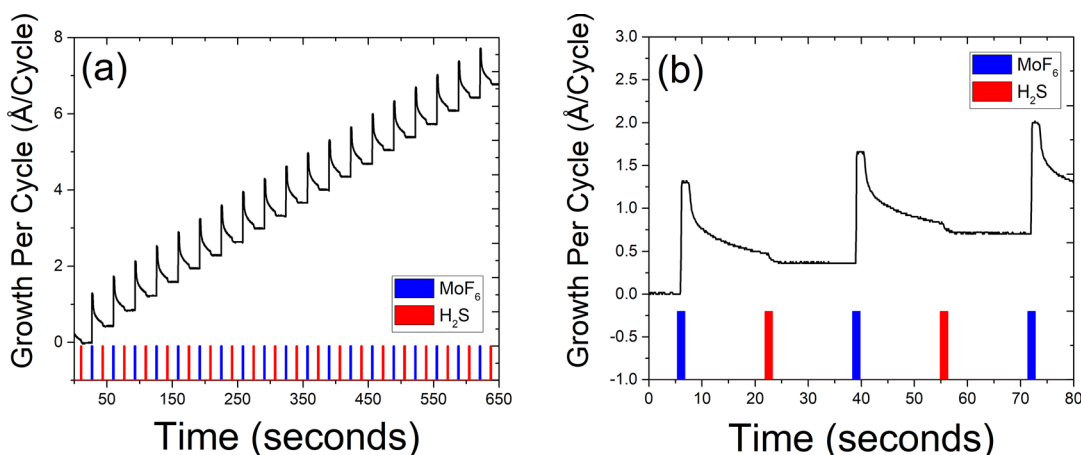 (a)
Growth Per Cycle (Å/Cycle)
8
6
4
2
0
MoF₆
H₂S
50 150 250 350 450 550 650
Time (seconds)
(b)
Growth Per Cycle (Å/Cycle)
3.0
2.5
2.0
1.5
1.0
0.5
0.0
-0.5
-1.0
MoF₆
H₂S
0 10 20 30 40 50 60 70 80
Time (seconds)